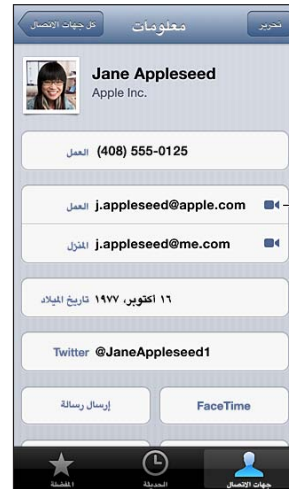 تحرير معلومات كل جهات الاتصال
Jane Appleseed
Apple Inc.
العمل (408) 555-0125
العمل j.appleseed@apple.com
المنزل j.appleseed@me.com
تاريخ الميلاد ١٦ أكتوبر، ١٩٧٧
Twitter @JaneAppleseed1
FaceTime إرسال رسالة
جهات الاتصال الحديثة المفضلة